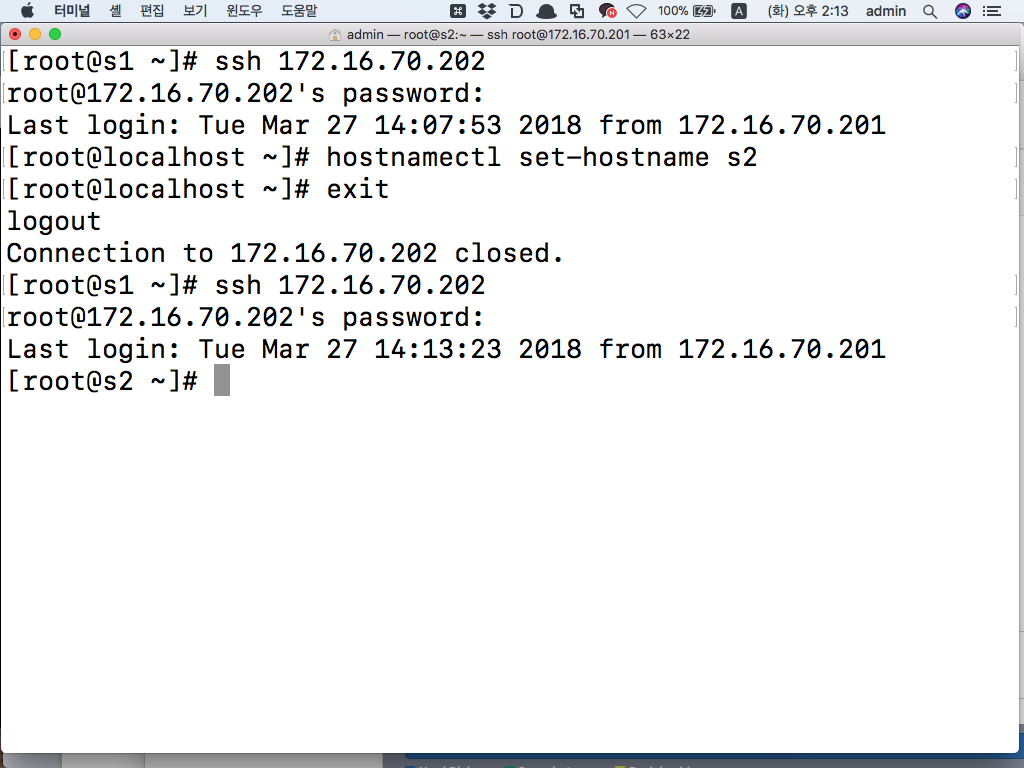 터미널 셸 편집 보기 윈도우 도움말 100% A (화) 오후 2:13 admin
admin — root@s2:~ — ssh root@172.16.70.201 — 63×22
[root@s1 ~]# ssh 172.16.70.202
root@172.16.70.202's password:
Last login: Tue Mar 27 14:07:53 2018 from 172.16.70.201
[root@localhost ~]# hostnamectl set-hostname s2
[root@localhost ~]# exit
logout
Connection to 172.16.70.202 closed.
[root@s1 ~]# ssh 172.16.70.202
root@172.16.70.202's password:
Last login: Tue Mar 27 14:13:23 2018 from 172.16.70.201
[root@s2 ~]#